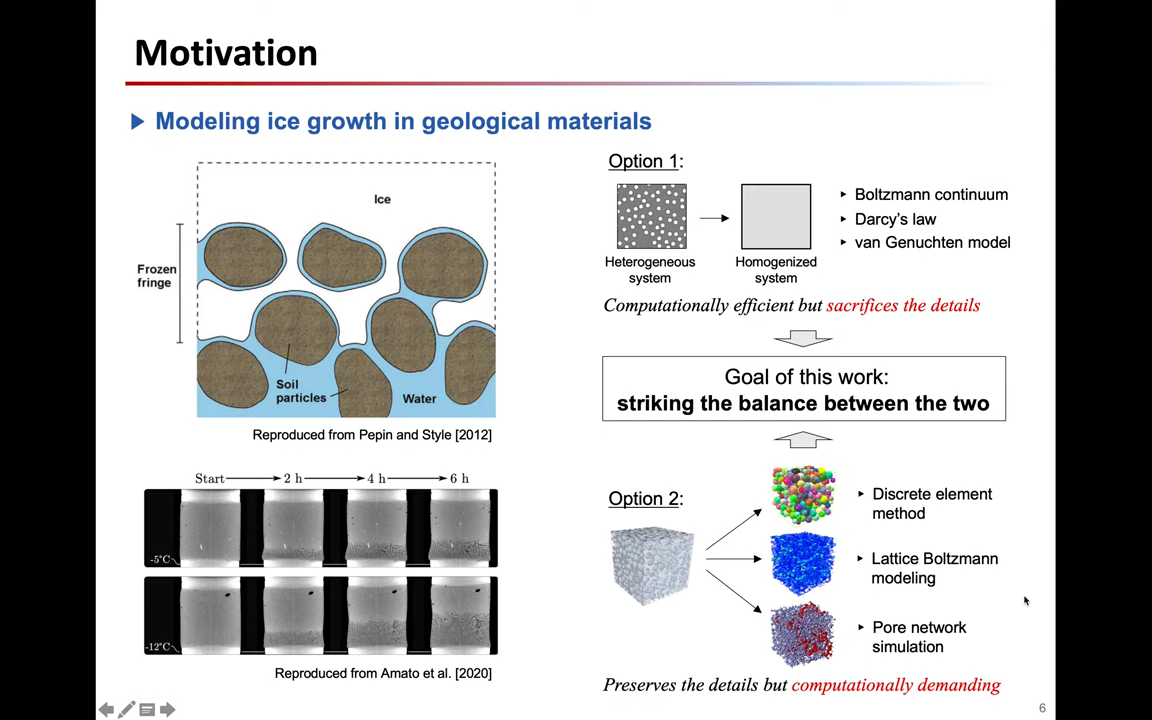 Motivation
Modeling ice growth in geological materials
Ice
Frozen
fringe
Soil
particles
Water
Reproduced from Pepin and Style [2012]
Start
2 h
4 h
6 h
-5°C
-12°C
Reproduced from Amato et al. [2020]
Option 1:
Heterogeneous
system
Homogenized
system
Boltzmann continuum
Darcy's law
van Genuchten model
Computationally efficient but sacrifices the details
Goal of this work:
striking the balance between the two
Option 2:
Discrete element
method
Lattice Boltzmann
modeling
Pore network
simulation
Preserves the details but computationally demanding
6